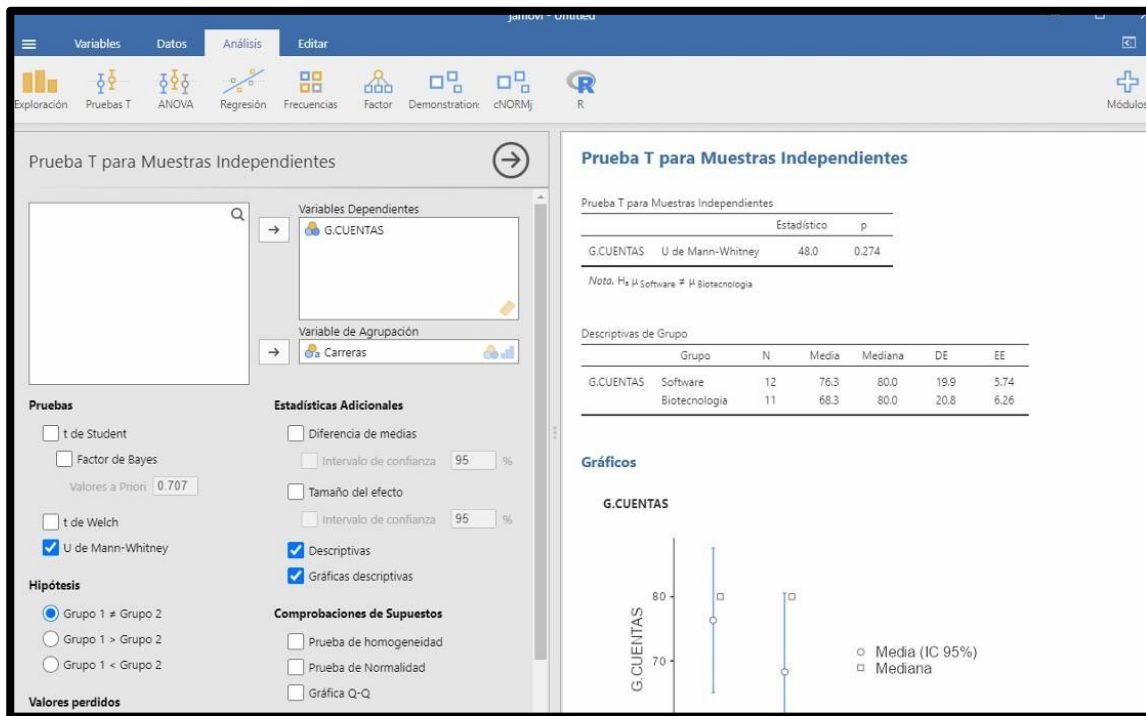 jamovi - Untitled
Variables Datos Análisis Editar
Exploración Pruebas T ANOVA Regresión Frecuencias Factor Demonstration: cNORMj R Módulos
Prueba T para Muestras Independientes
Variables Dependientes
G.CUENTAS
Variable de Agrupación
Carreras
Pruebas
t de Student
Factor de Bayes
Valores a Priori 0.707
t de Welch
U de Mann-Whitney
Hipótesis
Grupo 1 ≠ Grupo 2
Grupo 1 > Grupo 2
Grupo 1 < Grupo 2
Valores perdidos
Estadísticas Adicionales
Diferencia de medias
Intervalo de confianza 95 %
Tamaño del efecto
Intervalo de confianza 95 %
Descriptivas
Gráficas descriptivas
Comprobaciones de Supuestos
Prueba de homogeneidad
Prueba de Normalidad
Gráfica Q-Q
Prueba T para Muestras Independientes
Prueba T para Muestras Independientes
Estadístico p
G.CUENTAS U de Mann-Whitney 48.0 0.274
Nota. Hₐ μ Software ≠ μ Biotecnologia
Descriptivas de Grupo
Grupo N Media Mediana DE EE
G.CUENTAS Software 12 76.3 80.0 19.9 5.74
Biotecnologia 11 68.3 80.0 20.8 6.26
Gráficos
G.CUENTAS
80
70
G.CUENTAS
Media (IC 95%)
Mediana